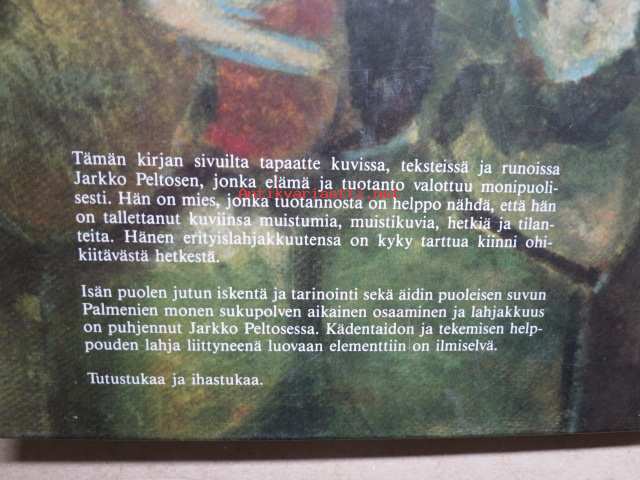 Tämän kirjan sivuilta tapaatte kuvissa, teksteissä ja runoissa
Jarkko Peltosen, jonka elämä ja tuotanto valottuu monipuoli-
sesti. Hän on mies, jonka tuotannosta on helppo nähdä, että hän
on tallettanut kuviinsa muistumia, muistikuvia, hetkiä ja tilan-
teita. Hänen erityislahjakkuutensa on kyky tarttua kiinni ohi-
kiitävästä hetkestä.
Isän puolen jutun iskentä ja tarinointi sekä äidin puoleisen suvun
Palmenien monen sukupolven aikainen osaaminen ja lahjakkuus
on puhjennut Jarkko Peltosessa. Kädentaidon ja tekemisen help-
pouden lahja liittyneenä luovaan elementtiin on ilmiselvä.
Tutustukaa ja ihastukaa.